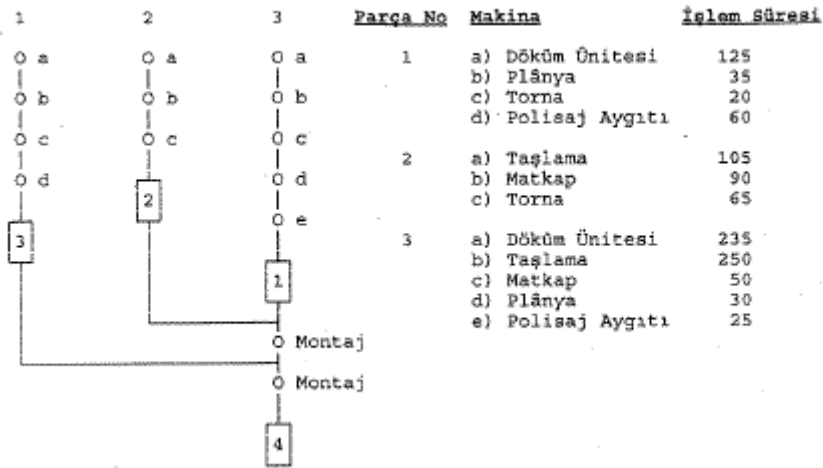 1 2 3 Parça No Makina İşlem Süresi
a a a 1 a) Döküm Ünitesi 125
b) Plânya 35
b b b c) Torna 20
c c c d) Polisaj Aygıtı 60
d d 2 a) Taşlama 105
2 b) Matkap 90
e c) Torna 65
3 3 a) Döküm Ünitesi 235
1 b) Taşlama 250
c) Matkap 50
d) Plânya 30
e) Polisaj Aygıtı 25
Montaj
Montaj
4